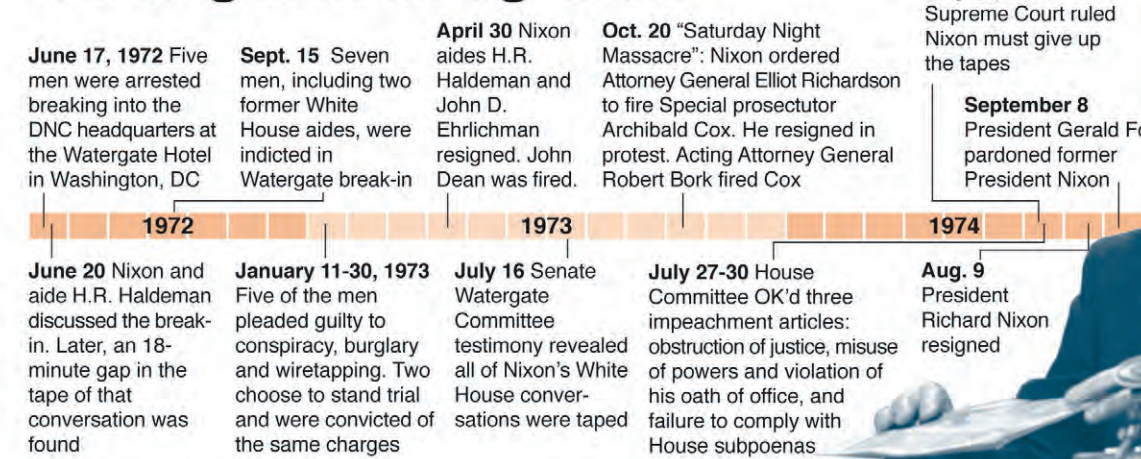 June 17, 1972 Five
men were arrested
breaking into the
DNC headquarters at
the Watergate Hotel
in Washington, DC
Sept. 15 Seven
men, including two
former White
House aides, were
indicted in
Watergate break-in
April 30 Nixon
aides H.R.
Haldeman and
John D.
Ehrlichman
resigned. John
Dean was fired.
Oct. 20 “Saturday Night
Massacre”: Nixon ordered
Attorney General Elliot Richardson
to fire Special prosectutor
Archibald Cox. He resigned in
protest. Acting Attorney General
Robert Bork fired Cox
Supreme Court ruled
Nixon must give up
the tapes
September 8
President Gerald
pardoned former
President Nixon
1972
1973
1974
June 20 Nixon and
aide H.R. Haldeman
discussed the break-
in. Later, an 18-
minute gap in the
tape of that
conversation was
found
January 11-30, 1973
Five of the men
pleaded guilty to
conspiracy, burglary
and wiretapping. Two
choose to stand trial
and were convicted of
the same charges
July 16 Senate
Watergate
Committee
testimony revealed
all of Nixon’s White
House conver-
sations were taped
July 27-30 House
Committee OK’d three
impeachment articles:
obstruction of justice, misuse
of powers and violation of
his oath of office, and
failure to comply with
House subpoenas
Aug. 9
President
Richard Nixon
resigned